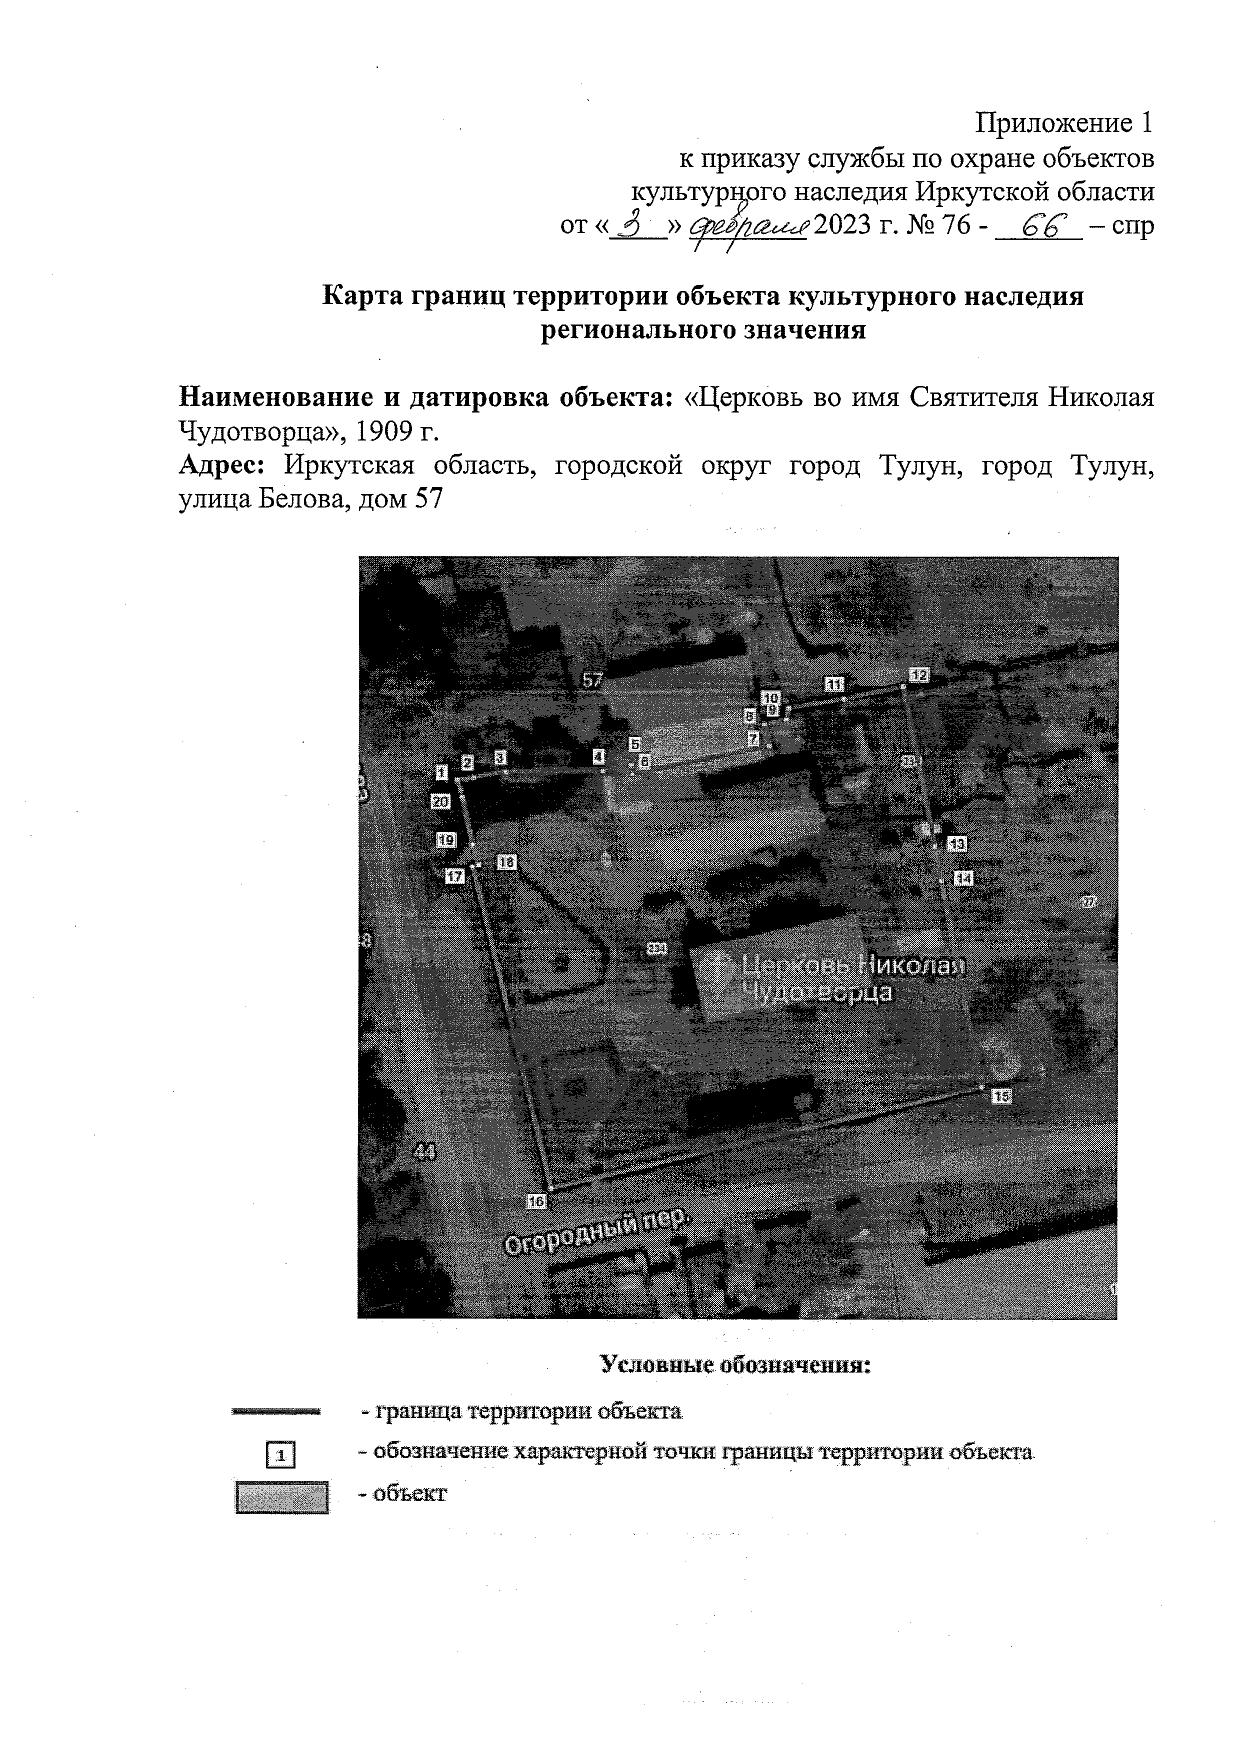 Приложение 1
к приказу службы по охране объектов
культурного наследия Иркутской области
от «3» февраля 2023 г. № 76 - 66 – спр
Карта границ территории объекта культурного наследия
регионального значения
Наименование и датировка объекта: «Церковь во имя Святителя Николая
Чудотворца», 1909 г.
Адрес: Иркутская область, городской округ город Тулун, город Тулун,
улица Белова, дом 57
57
12
11
10
9
8
7
5
6
4
3
2
1
20
19
18
17
13
14
Церковь Николая
Чудотворца
15
44
16
Огородный пер.
Условные обозначения:
- граница территории объекта
1 - обозначение характерной точки границы территории объекта
- объект